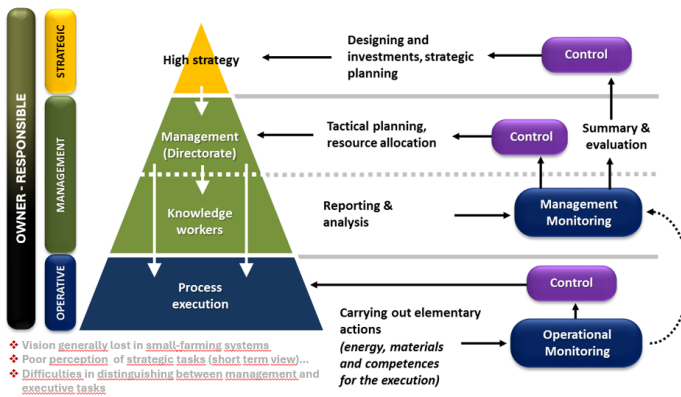 OWNER - RESPONSIBLE
STRATEGIC
MANAGEMENT
OPERATIVE
High strategy
Management
(Directorate)
Knowledge
workers
Process
execution
Designing and
investments, strategic
planning
Control
Tactical planning,
resource allocation
Control
Summary &
evaluation
Reporting &
analysis
Management
Monitoring
Control
Carrying out elementary
actions
(energy, materials
and competences
for the execution)
Operational
Monitoring
❖ Vision generally lost in small-farming systems
❖ Poor perception of strategic tasks (short term view)...
❖ Difficulties in distinguishing between management and
executive tasks